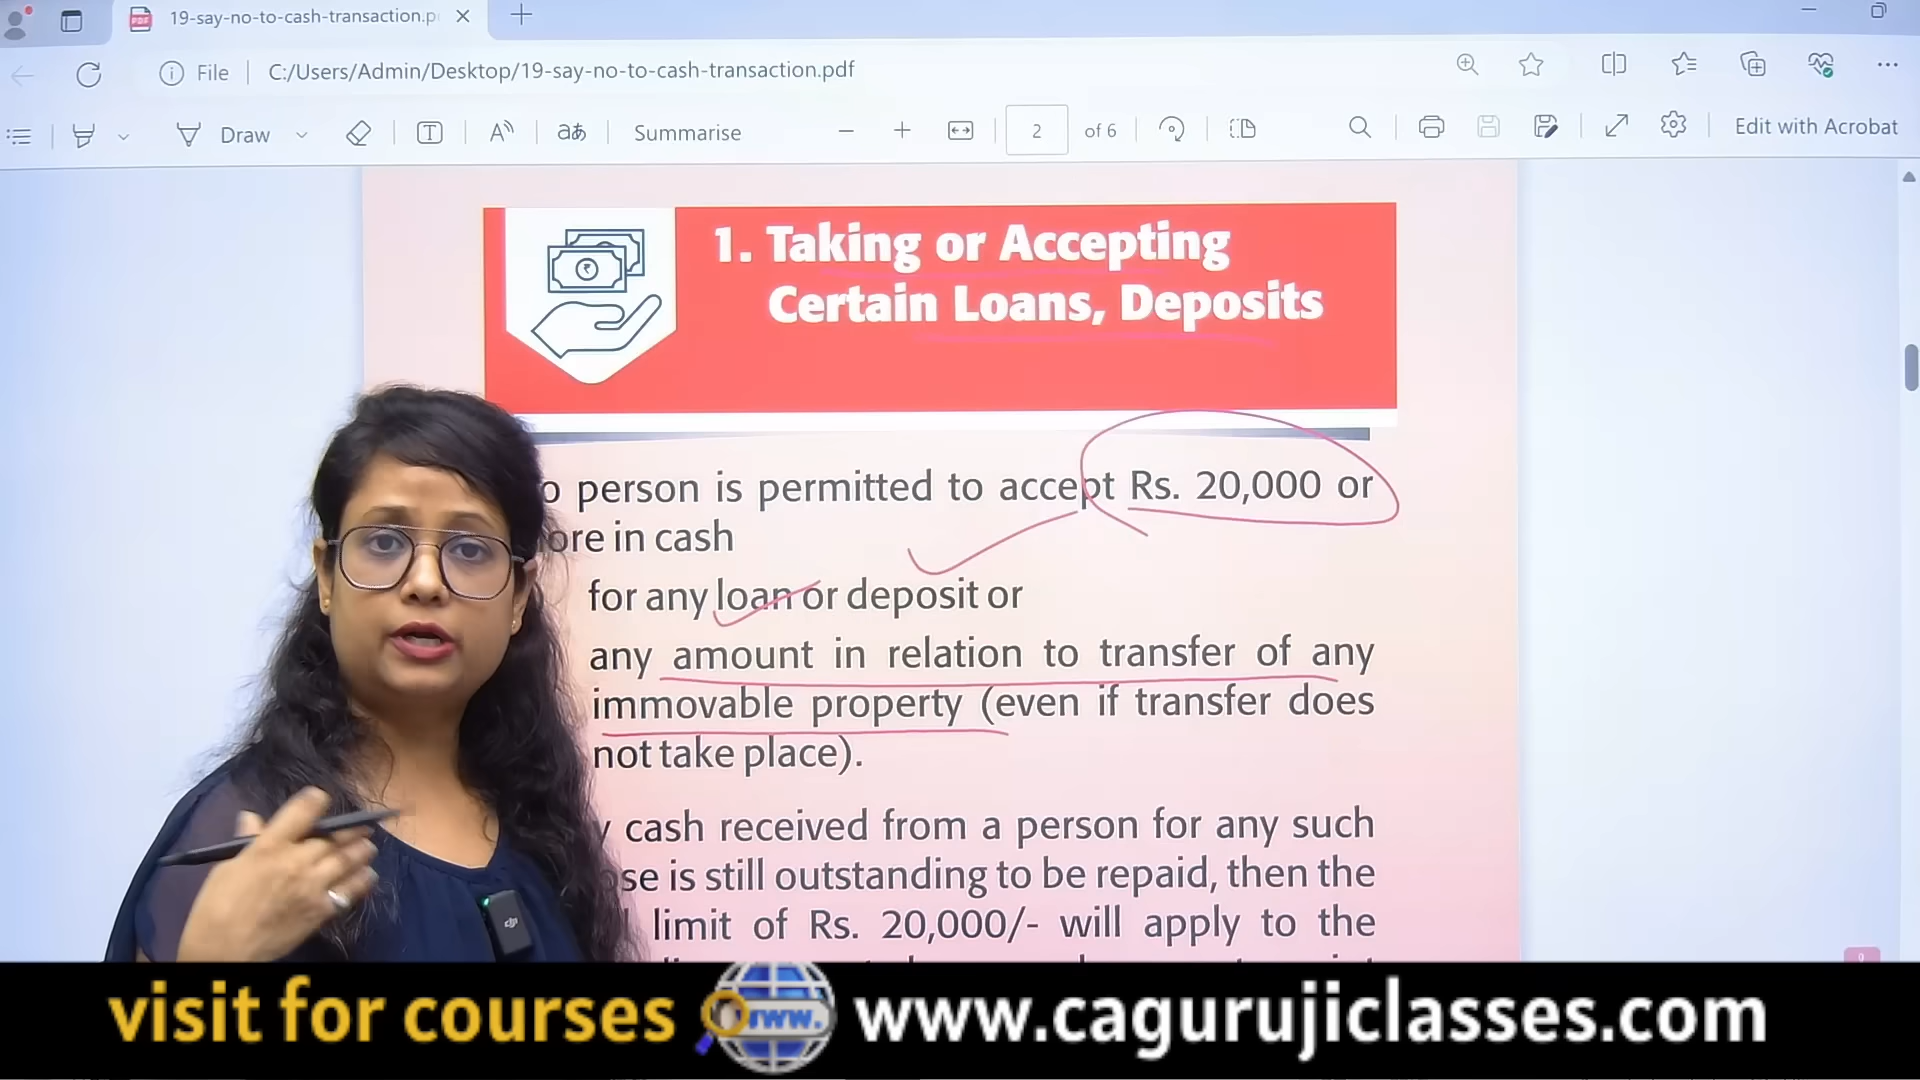 19-say-no-to-cash-transaction.p
File
C:/Users/Admin/Desktop/19-say-no-to-cash-transaction.pdf
Draw
Summarise
2 of 6
Edit with Acrobat
1. Taking or Accepting
Certain Loans, Deposits
o person is permitted to accept Rs. 20,000 or
ore in cash
for any loan or deposit or
any amount in relation to transfer of any
immovable property (even if transfer does
not take place).
y cash received from a person for any such
ose is still outstanding to be repaid, then the
limit of Rs. 20,000/- will apply to the
visit for courses www. www.cagurujiclasses.com